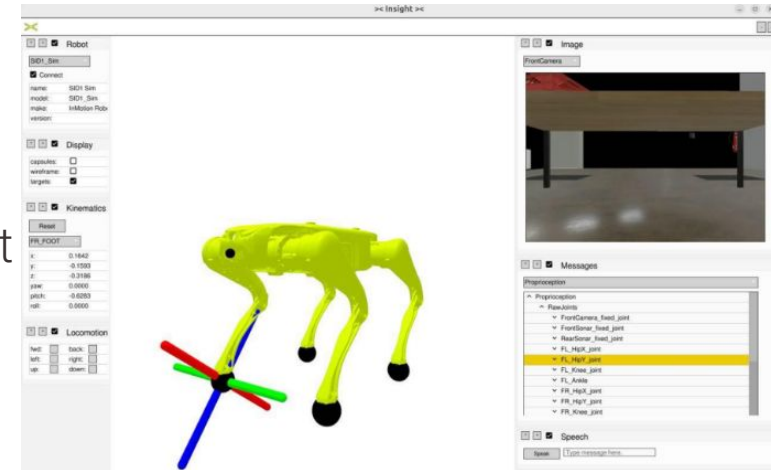 >< Insight ><
Robot
SID1_Sim
Connect
name: SID1 Sim
model: SID1_Sim
make: InMotion Robo
version:
Display
capsules:
wireframe:
targets:
Kinematics
Reset
FR_FOOT
x: 0.1642
y: -0.1593
z: -0.3186
yaw: 0.0000
pitch: -0.6283
roll: 0.0000
Locomotion
fwd: back:
left: right:
up: down:
t
Image
FrontCamera
Messages
Proprioception
Proprioception
RawJoints
FrontCamera_fixed_joint
FrontSonar_fixed_joint
RearSonar_fixed_joint
FL_HipX_joint
FL_HipY_joint
FL_Knee_joint
FL_Ankle
FR_HipX_joint
FR_HipY_joint
FR_Knee_joint
Speech
Speak Type message here.